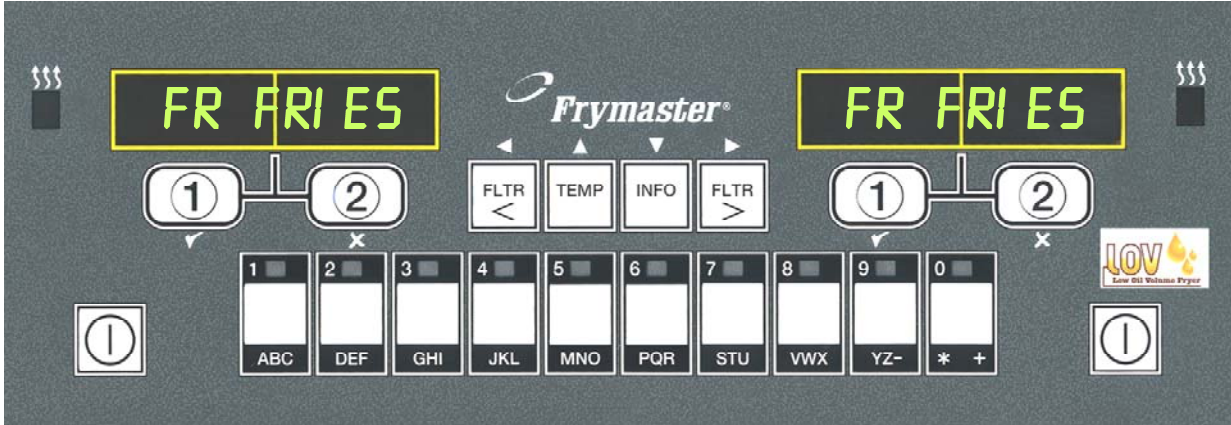 FR FRIES
FR FRIES
Frymaster®
1 2
FLTR < TEMP INFO FLTR >
1 2
LOV
Low Oil Volume Fryer
1 2 3 4 5 6 7 8 9 0
ABC DEF GHI JKL MNO PQR STU VWX YZ- * +